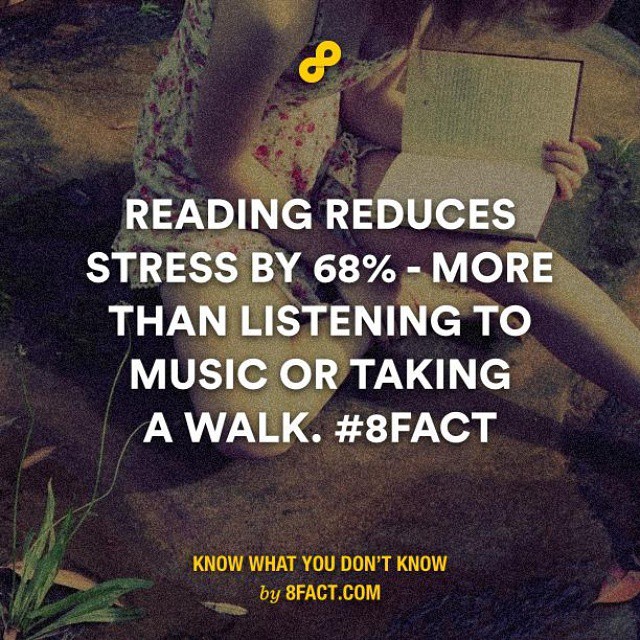 READING REDUCES
STRESS BY 68% - MORE
THAN LISTENING TO
MUSIC OR TAKING
A WALK. #8FACT
KNOW WHAT YOU DON'T KNOW
by 8FACT.COM